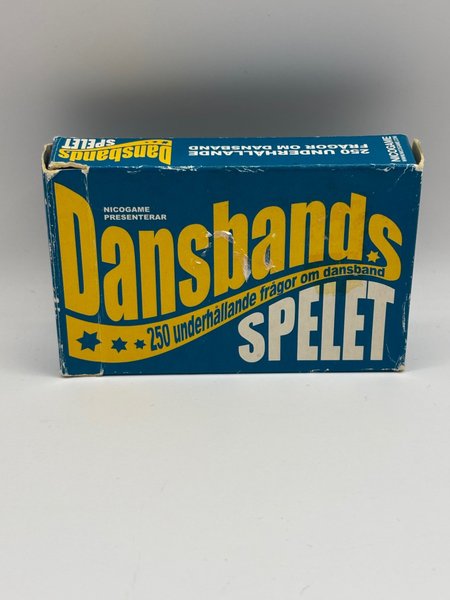 Dansbands
SPELET
250 UNDERHÅLLANDE
FRÅGOR OM DANSBAND
NICOGAME
NICOGAME
PRESENTERAR
Dansbands
250 underhållande frågor om dansband
SPELET